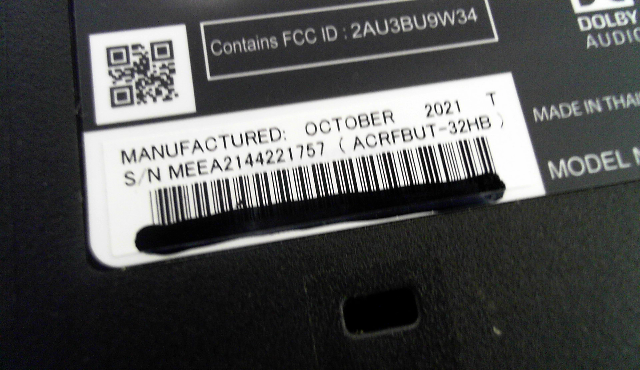 Contains FCC ID : 2AU3BU9W34
DOLBY
AUDIO
MANUFACTURED: OCTOBER 2021 T
S/N MEEA2144221757 ( ACRFBUT-32HB )
MADE IN THAI
MODEL N